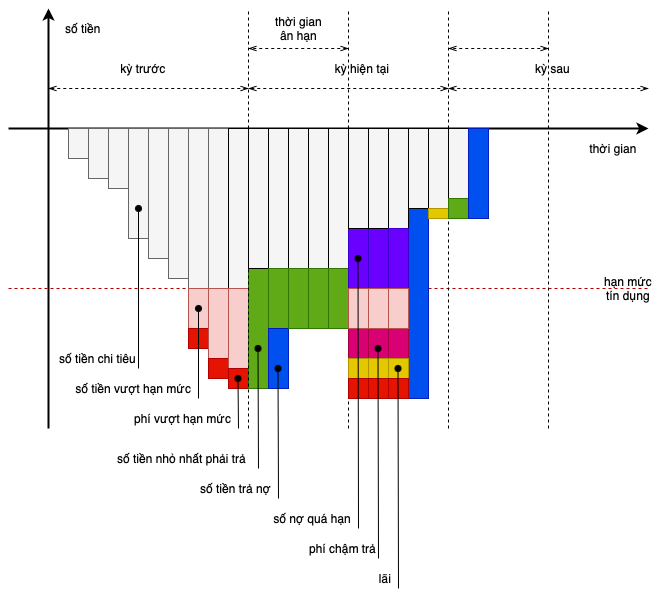 thời gian
ân hạn
số tiền
kỳ trước
kỳ hiện tại
kỳ sau
thời gian
hạn mức
tín dụng
số tiền chi tiêu
số tiền vượt hạn mức
phí vượt hạn mức
số tiền nhỏ nhất phải trả
số tiền trả nợ
số nợ quá hạn
phí chậm trả
lãi